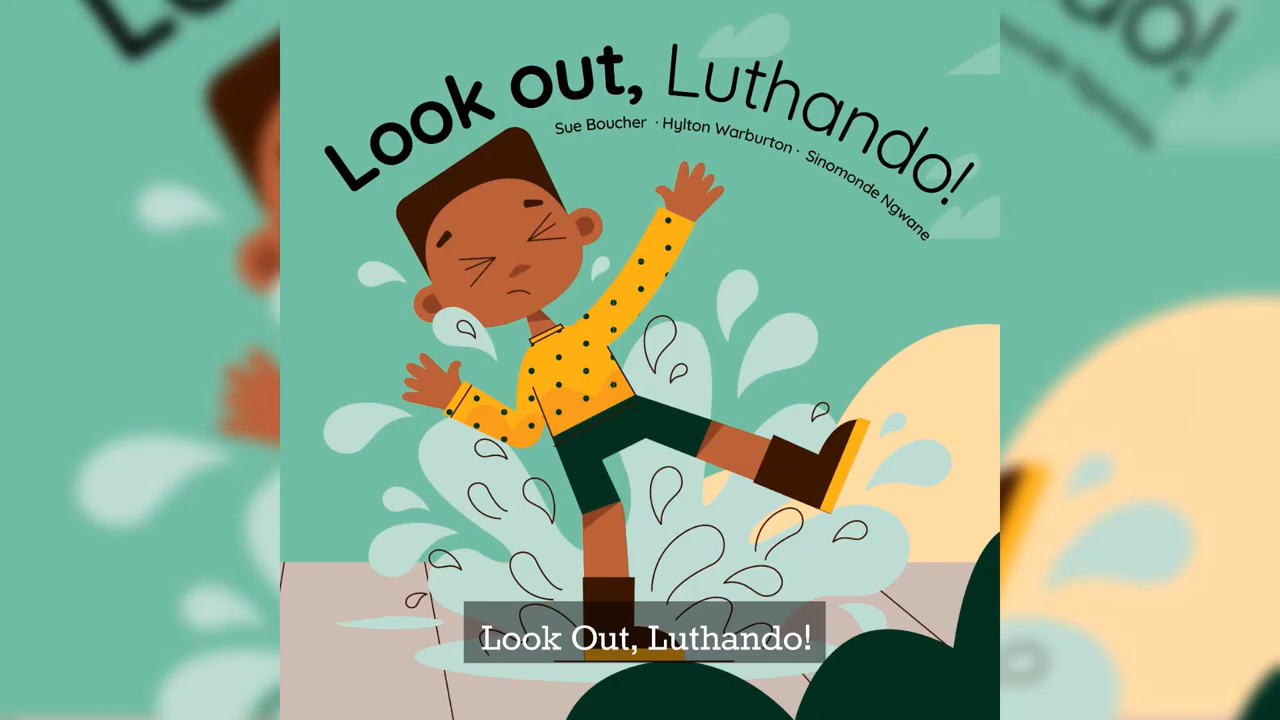 Look out, Luthando!
Sue Boucher · Hylton Warburton · Sinomonde Ngwane
Look Out, Luthando!